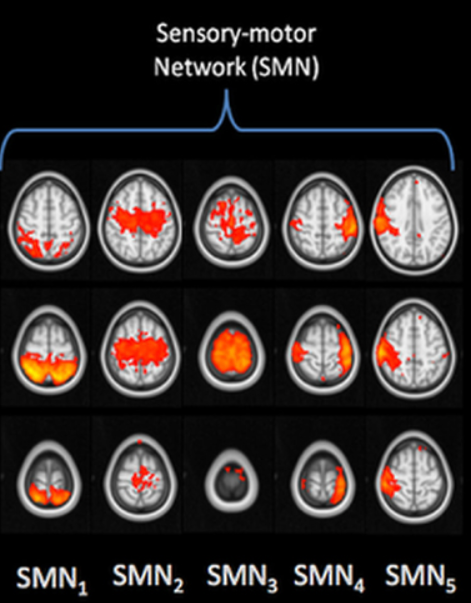 Sensory-motor
Network (SMN)
SMN₁ SMN₂ SMN₃ SMN₄ SMN₅